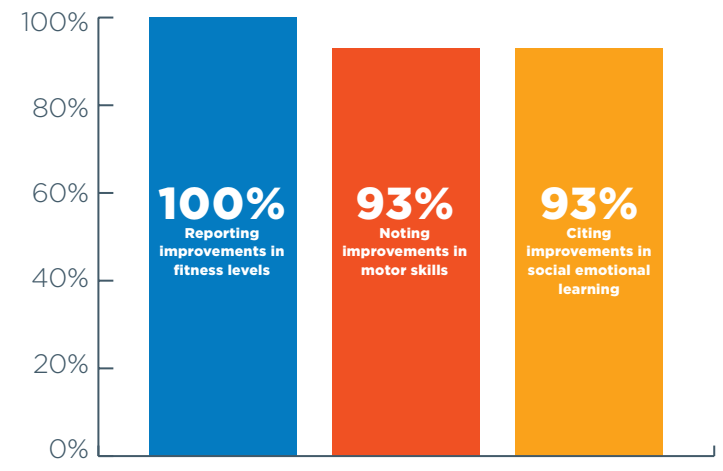 100%
80%
60%
40%
20%
0%
100%
Reporting
improvements in
fitness levels
93%
Noting
improvements in
motor skills
93%
Citing
improvements in
social emotional
learning